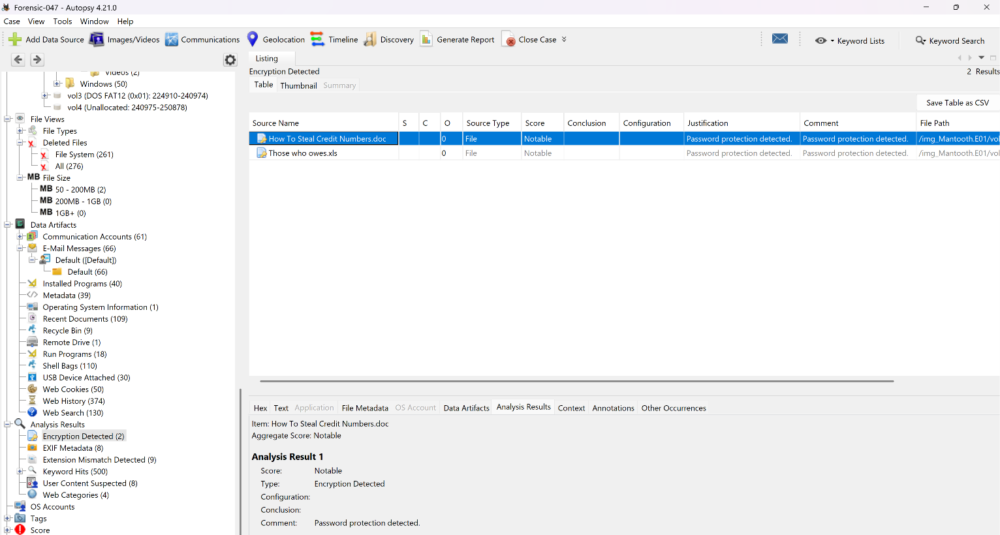 Forensic-047 - Autopsy 4.21.0
Case View Tools Window Help
Add Data Source Images/Videos Communications Geolocation Timeline Discovery Generate Report Close Case Keyword Lists Keyword Search
Listing
Encryption Detected
2 Results
Table Thumbnail Summary
Save Table as CSV
Source Name S C O Source Type Score Conclusion Configuration Justification Comment File Path
How To Steal Credit Numbers.doc 0 File Notable Password protection detected. Password protection detected. /img_Mantooth.E01/vol
Those who owes.xls 0 File Notable Password protection detected. Password protection detected. /img_Mantooth.E01/vol
Videos (2)
Windows (50)
vol3 (DOS FAT12 (0x01): 224910-240974)
vol4 (Unallocated: 240975-250878)
File Views
File Types
Deleted Files
File System (261)
All (276)
MB File Size
MB 50 - 200MB (2)
MB 200MB - 1GB (0)
MB 1GB+ (0)
Data Artifacts
Communication Accounts (61)
E-Mail Messages (66)
Default ([Default])
Default (66)
Installed Programs (40)
Metadata (39)
Operating System Information (1)
Recent Documents (109)
Recycle Bin (9)
Remote Drive (1)
Run Programs (18)
Shell Bags (110)
USB Device Attached (30)
Web Cookies (50)
Web History (374)
Web Search (130)
Analysis Results
Encryption Detected (2)
EXIF Metadata (8)
Extension Mismatch Detected (9)
Keyword Hits (500)
User Content Suspected (8)
Web Categories (4)
OS Accounts
Tags
Score
Hex Text Application File Metadata OS Account Data Artifacts Analysis Results Context Annotations Other Occurrences
Item: How To Steal Credit Numbers.doc
Aggregate Score: Notable
Analysis Result 1
Score: Notable
Type: Encryption Detected
Configuration:
Conclusion:
Comment: Password protection detected.